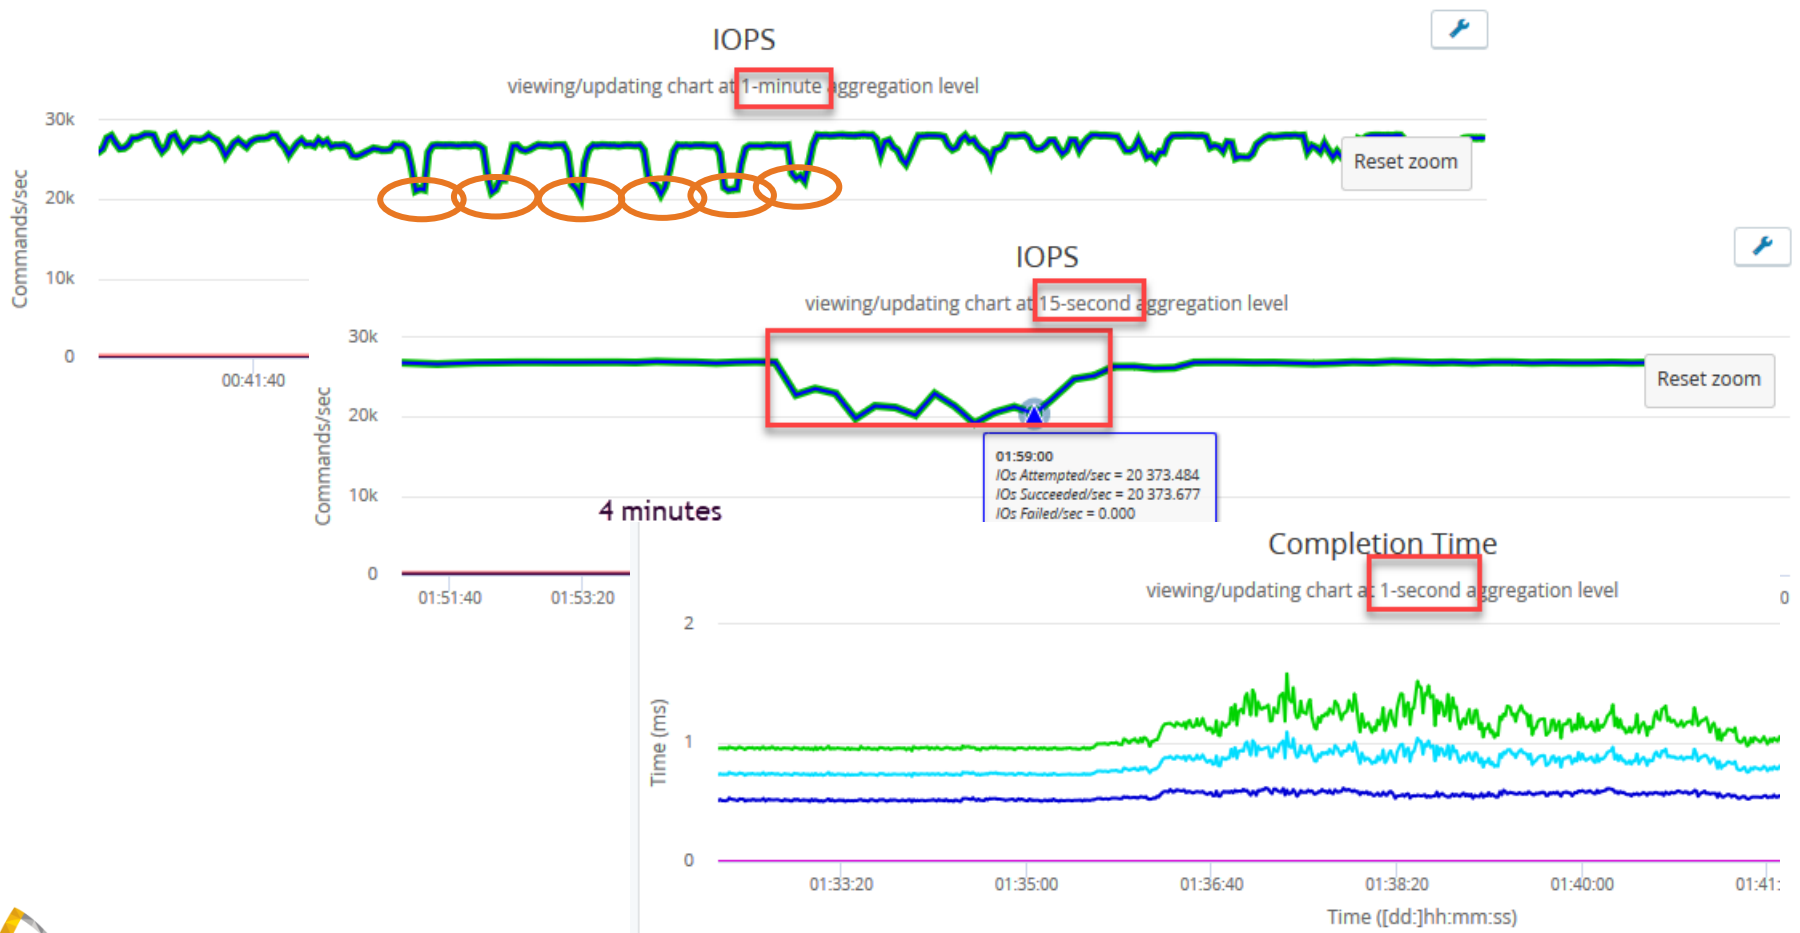 IOPS
viewing/updating chart at 1-minute aggregation level
30k
20k
10k
0
Commands/sec
00:41:40
Reset zoom
IOPS
viewing/updating chart at 15-second aggregation level
30k
20k
10k
0
Commands/sec
01:51:40
01:53:20
Reset zoom
01:59:00
IOs Attempted/sec = 20 373.484
IOs Succeeded/sec = 20 373.677
IOs Failed/sec = 0.000
4 minutes
0
Completion Time
viewing/updating chart at 1-second aggregation level
2
1
0
Time (ms)
01:33:20
01:35:00
01:36:40
01:38:20
01:40:00
01:41:
Time ([dd:]hh:mm:ss)